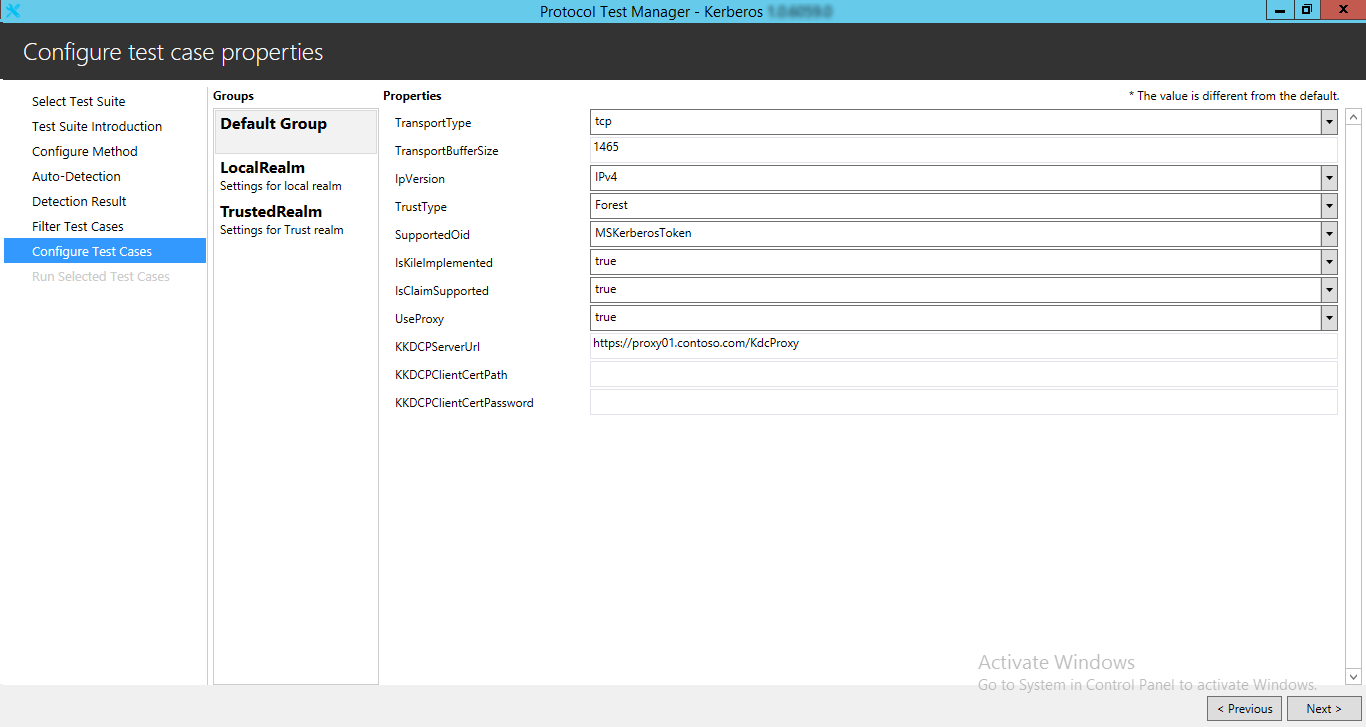 Protocol Test Manager - Kerberos
Configure test case properties
Select Test Suite
Test Suite Introduction
Configure Method
Auto-Detection
Detection Result
Filter Test Cases
Configure Test Cases
Run Selected Test Cases
Groups
Default Group
LocalRealm
Settings for local realm
TrustedRealm
Settings for Trust realm
Properties
* The value is different from the default.
TransportType tcp
TransportBufferSize 1465
IpVersion IPv4
TrustType Forest
SupportedOid MSKerberosToken
IsKileImplemented true
IsClaimSupported true
UseProxy true
KKDCPServerUrl https://proxy01.contoso.com/KdcProxy
KKDCPClientCertPath
KKDCPClientCertPassword
Activate Windows
Go to System in Control Panel to activate Windows.
< Previous
Next >